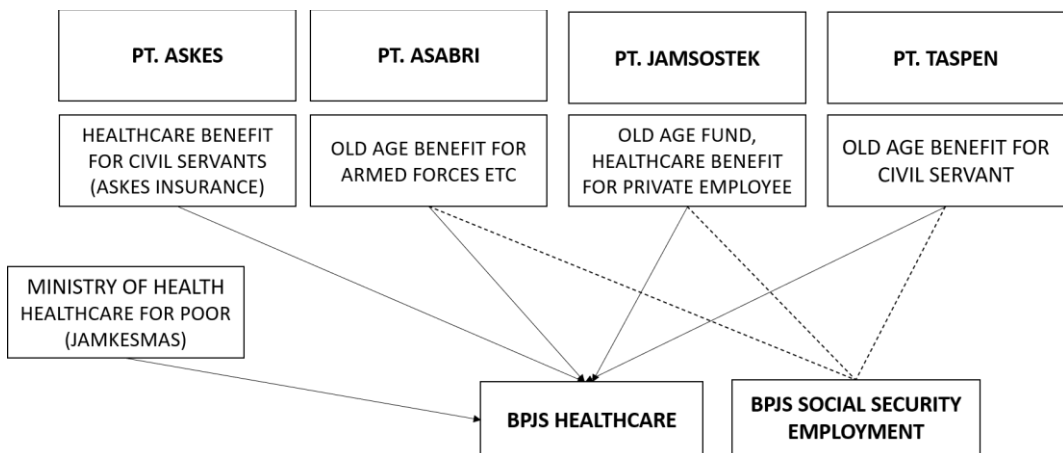 PT. ASKES
PT. ASABRI
PT. JAMSOSTEK
PT. TASPEN
HEALTHCARE BENEFIT
FOR CIVIL SERVANTS
(ASKES INSURANCE)
OLD AGE BENEFIT FOR
ARMED FORCES ETC
OLD AGE FUND,
HEALTHCARE BENEFIT
FOR PRIVATE EMPLOYEE
OLD AGE BENEFIT FOR
CIVIL SERVANT
MINISTRY OF HEALTH
HEALTHCARE FOR POOR
(JAMKESMAS)
BPJS HEALTHCARE
BPJS SOCIAL SECURITY
EMPLOYMENT